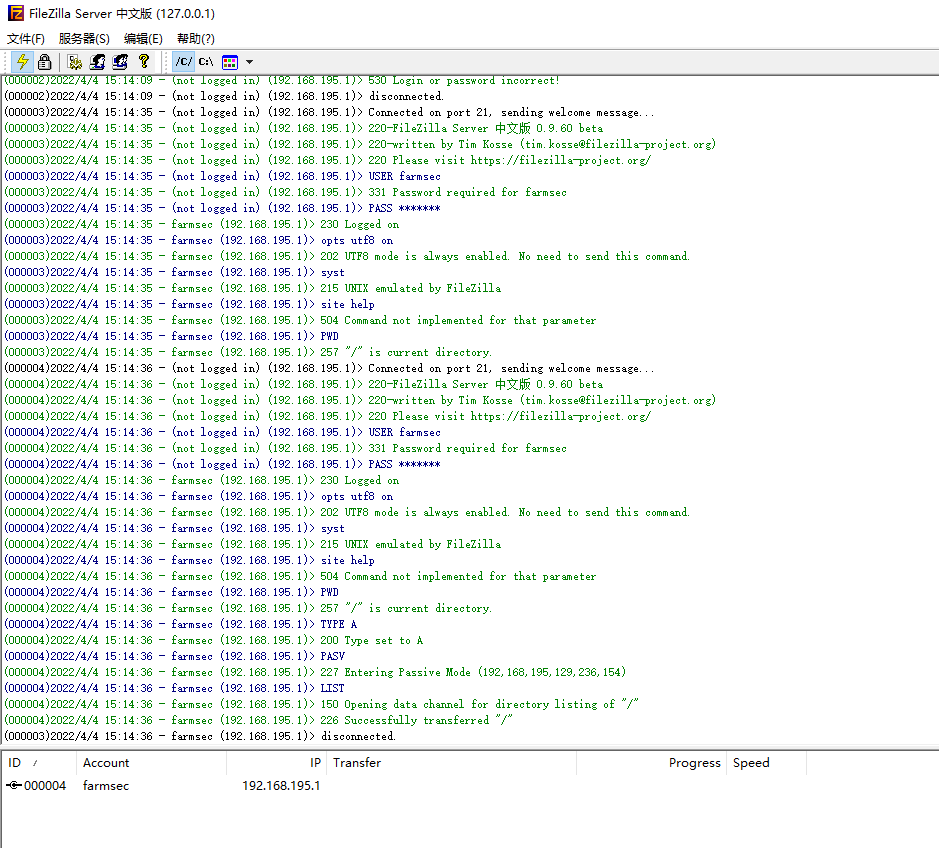 FileZilla Server 中文版 (127.0.0.1)
文件(F) 服务器(S) 编辑(E) 帮助(?)
/C/ C:\
(000002)2022/4/4 15:14:09 - (not logged in) (192.168.195.1)> 530 Login or password incorrect!
(000002)2022/4/4 15:14:09 - (not logged in) (192.168.195.1)> disconnected.
(000003)2022/4/4 15:14:35 - (not logged in) (192.168.195.1)> Connected on port 21, sending welcome message...
(000003)2022/4/4 15:14:35 - (not logged in) (192.168.195.1)> 220-FileZilla Server 中文版 0.9.60 beta
(000003)2022/4/4 15:14:35 - (not logged in) (192.168.195.1)> 220-written by Tim Kosse (tim.kosse@filezilla-project.org)
(000003)2022/4/4 15:14:35 - (not logged in) (192.168.195.1)> 220 Please visit https://filezilla-project.org/
(000003)2022/4/4 15:14:35 - (not logged in) (192.168.195.1)> USER farmsec
(000003)2022/4/4 15:14:35 - (not logged in) (192.168.195.1)> 331 Password required for farmsec
(000003)2022/4/4 15:14:35 - (not logged in) (192.168.195.1)> PASS *******
(000003)2022/4/4 15:14:35 - farmsec (192.168.195.1)> 230 Logged on
(000003)2022/4/4 15:14:35 - farmsec (192.168.195.1)> opts utf8 on
(000003)2022/4/4 15:14:35 - farmsec (192.168.195.1)> 202 UTF8 mode is always enabled. No need to send this command.
(000003)2022/4/4 15:14:35 - farmsec (192.168.195.1)> syst
(000003)2022/4/4 15:14:35 - farmsec (192.168.195.1)> 215 UNIX emulated by FileZilla
(000003)2022/4/4 15:14:35 - farmsec (192.168.195.1)> site help
(000003)2022/4/4 15:14:35 - farmsec (192.168.195.1)> 504 Command not implemented for that parameter
(000003)2022/4/4 15:14:35 - farmsec (192.168.195.1)> PWD
(000003)2022/4/4 15:14:35 - farmsec (192.168.195.1)> 257 "/" is current directory.
(000004)2022/4/4 15:14:36 - (not logged in) (192.168.195.1)> Connected on port 21, sending welcome message...
(000004)2022/4/4 15:14:36 - (not logged in) (192.168.195.1)> 220-FileZilla Server 中文版 0.9.60 beta
(000004)2022/4/4 15:14:36 - (not logged in) (192.168.195.1)> 220-written by Tim Kosse (tim.kosse@filezilla-project.org)
(000004)2022/4/4 15:14:36 - (not logged in) (192.168.195.1)> 220 Please visit https://filezilla-project.org/
(000004)2022/4/4 15:14:36 - (not logged in) (192.168.195.1)> USER farmsec
(000004)2022/4/4 15:14:36 - (not logged in) (192.168.195.1)> 331 Password required for farmsec
(000004)2022/4/4 15:14:36 - (not logged in) (192.168.195.1)> PASS *******
(000004)2022/4/4 15:14:36 - farmsec (192.168.195.1)> 230 Logged on
(000004)2022/4/4 15:14:36 - farmsec (192.168.195.1)> opts utf8 on
(000004)2022/4/4 15:14:36 - farmsec (192.168.195.1)> 202 UTF8 mode is always enabled. No need to send this command.
(000004)2022/4/4 15:14:36 - farmsec (192.168.195.1)> syst
(000004)2022/4/4 15:14:36 - farmsec (192.168.195.1)> 215 UNIX emulated by FileZilla
(000004)2022/4/4 15:14:36 - farmsec (192.168.195.1)> site help
(000004)2022/4/4 15:14:36 - farmsec (192.168.195.1)> 504 Command not implemented for that parameter
(000004)2022/4/4 15:14:36 - farmsec (192.168.195.1)> PWD
(000004)2022/4/4 15:14:36 - farmsec (192.168.195.1)> 257 "/" is current directory.
(000004)2022/4/4 15:14:36 - farmsec (192.168.195.1)> TYPE A
(000004)2022/4/4 15:14:36 - farmsec (192.168.195.1)> 200 Type set to A
(000004)2022/4/4 15:14:36 - farmsec (192.168.195.1)> PASV
(000004)2022/4/4 15:14:36 - farmsec (192.168.195.1)> 227 Entering Passive Mode (192,168,195,129,236,154)
(000004)2022/4/4 15:14:36 - farmsec (192.168.195.1)> LIST
(000004)2022/4/4 15:14:36 - farmsec (192.168.195.1)> 150 Opening data channel for directory listing of "/"
(000004)2022/4/4 15:14:36 - farmsec (192.168.195.1)> 226 Successfully transferred "/"
(000003)2022/4/4 15:14:36 - farmsec (192.168.195.1)> disconnected.
ID / Account IP Transfer Progress Speed
000004 farmsec 192.168.195.1